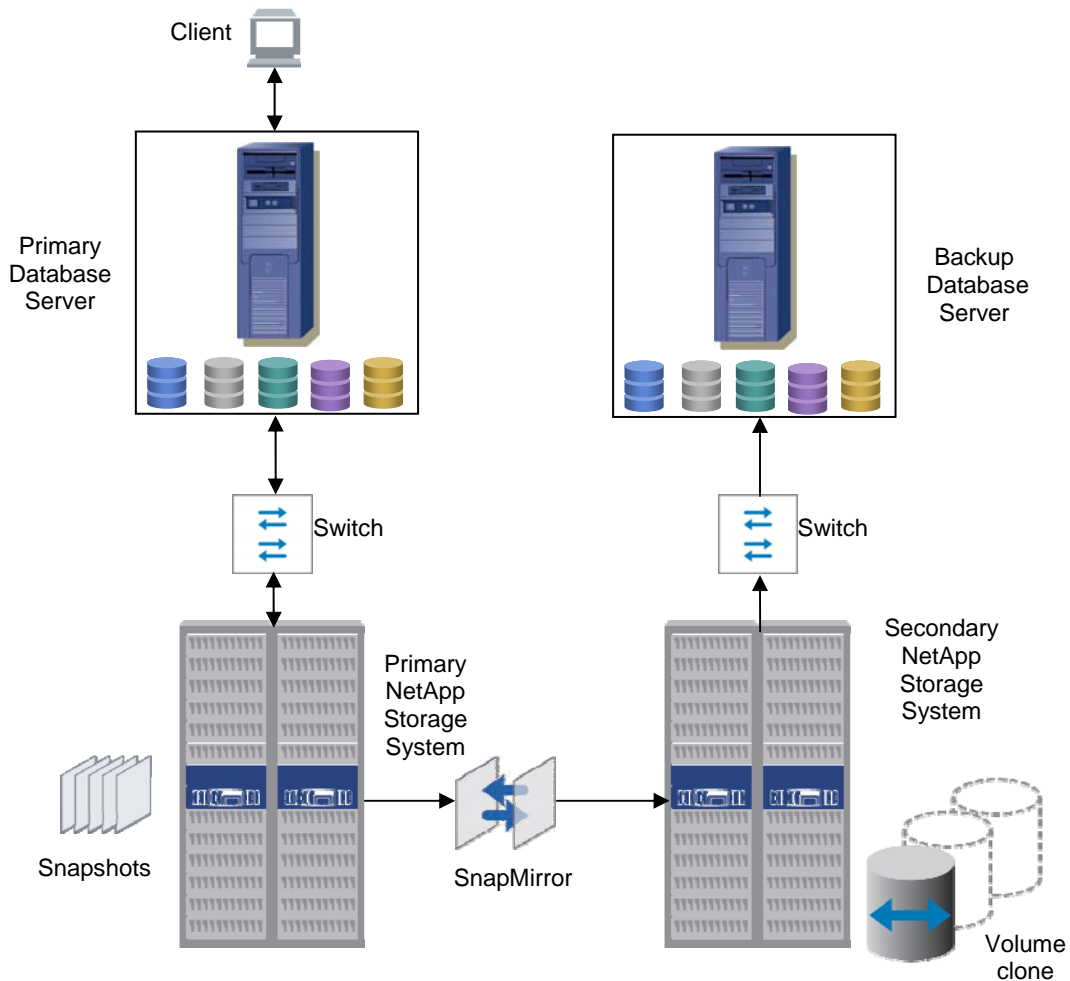 Client
Primary
Database
Server
Backup
Database
Server
Switch
Switch
Primary
NetApp
Storage
System
Secondary
NetApp
Storage
System
Snapshots
SnapMirror
Volume
clone